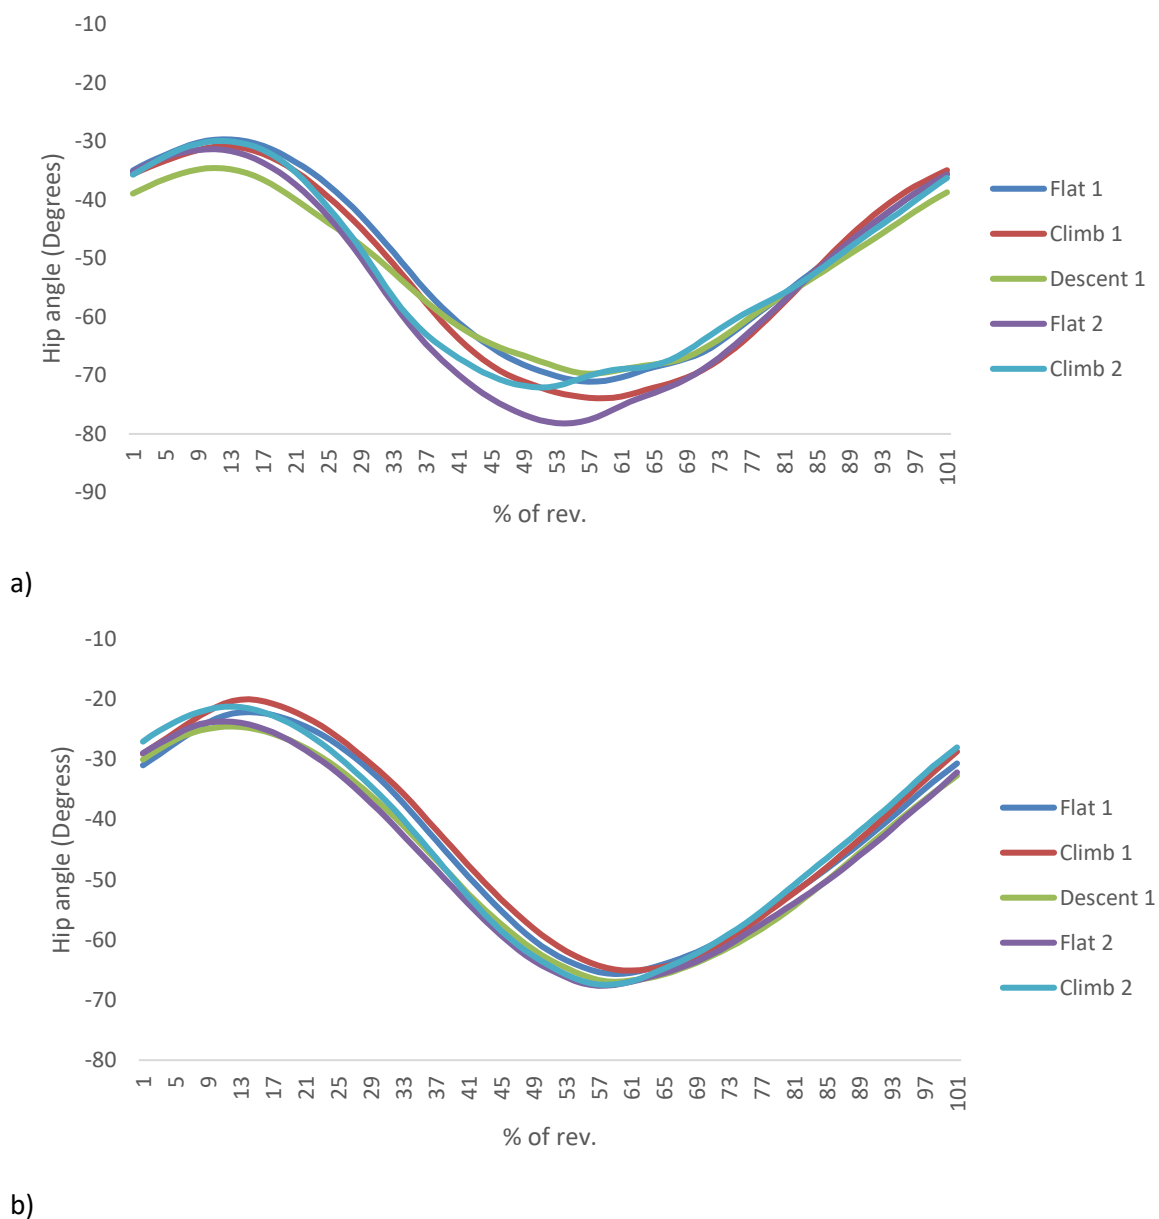 -10
-20
-30
-40
-50
-60
-70
-80
-90
Hip angle (Degrees)
1 5 9 13 17 21 25 29 33 37 41 45 49 53 57 61 65 69 73 77 81 85 89 93 97 101
% of rev.
Flat 1
Climb 1
Descent 1
Flat 2
Climb 2
a)
-10
-20
-30
-40
-50
-60
-70
-80
Hip angle (Degress)
1 5 9 13 17 21 25 29 33 37 41 45 49 53 57 61 65 69 73 77 81 85 89 93 97 101
% of rev.
Flat 1
Climb 1
Descent 1
Flat 2
Climb 2
b)